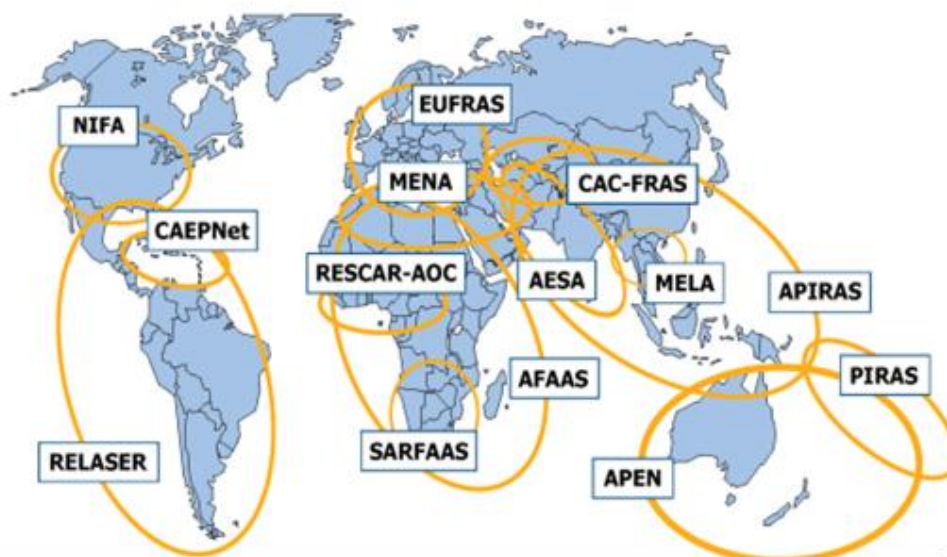 EUFRAS
NIFA
MENA
CAC-FRAS
CAEPNet
RESCAR-AOC
AESA
MELA
APIRAS
AFAAS
PIRAS
SARFAAS
RELASER
APEN